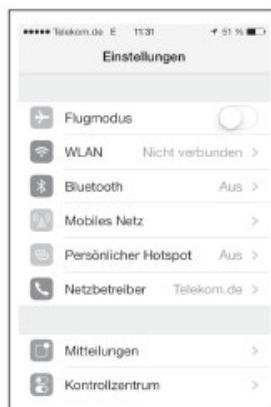 Telekom.de E 11:31 51 %
Einstellungen
Flugmodus
WLAN Nicht verbunden
Bluetooth Aus
Mobiles Netz
Persönlicher Hotspot Aus
Netzbetreiber Telekom.de
Mitteilungen
Kontrollzentrum